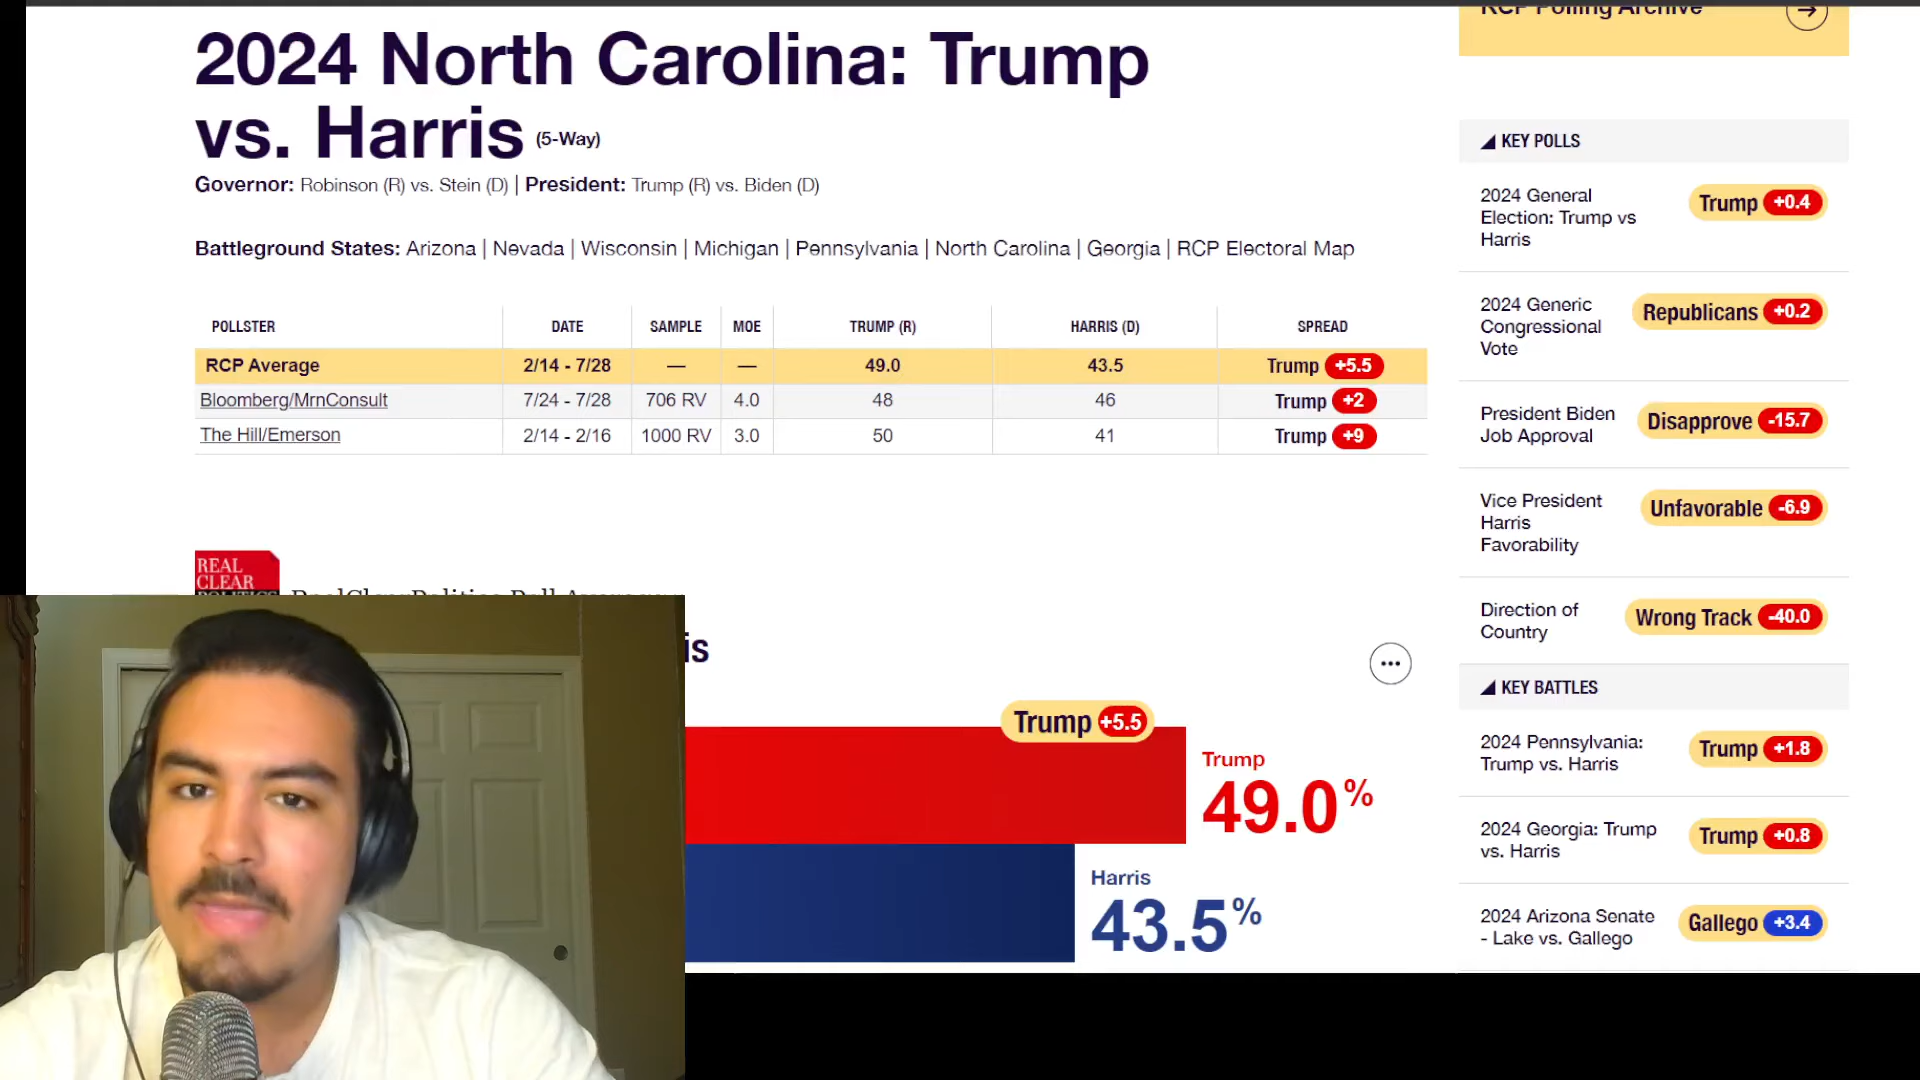 RCP Polling Archive
2024 North Carolina: Trump
vs. Harris (5-Way)
Governor: Robinson (R) vs. Stein (D) | President: Trump (R) vs. Biden (D)
Battleground States: Arizona | Nevada | Wisconsin | Michigan | Pennsylvania | North Carolina | Georgia | RCP Electoral Map
POLLSTER DATE SAMPLE MOE TRUMP (R) HARRIS (D) SPREAD
RCP Average 2/14 - 7/28 — — 49.0 43.5 Trump +5.5
Bloomberg/MrnConsult 7/24 - 7/28 706 RV 4.0 48 46 Trump +2
The Hill/Emerson 2/14 - 2/16 1000 RV 3.0 50 41 Trump +9
REAL
CLEAR
POLITICS
RealClearPolitics Poll Average
is
Trump +5.5
Trump
49.0%
Harris
43.5%
KEY POLLS
2024 General
Election: Trump vs
Harris
Trump +0.4
2024 Generic
Congressional
Vote
Republicans +0.2
President Biden
Job Approval
Disapprove -15.7
Vice President
Harris
Favorability
Unfavorable -6.9
Direction of
Country
Wrong Track -40.0
KEY BATTLES
2024 Pennsylvania:
Trump vs. Harris
Trump +1.8
2024 Georgia: Trump
vs. Harris
Trump +0.8
2024 Arizona Senate
- Lake vs. Gallego
Gallego +3.4